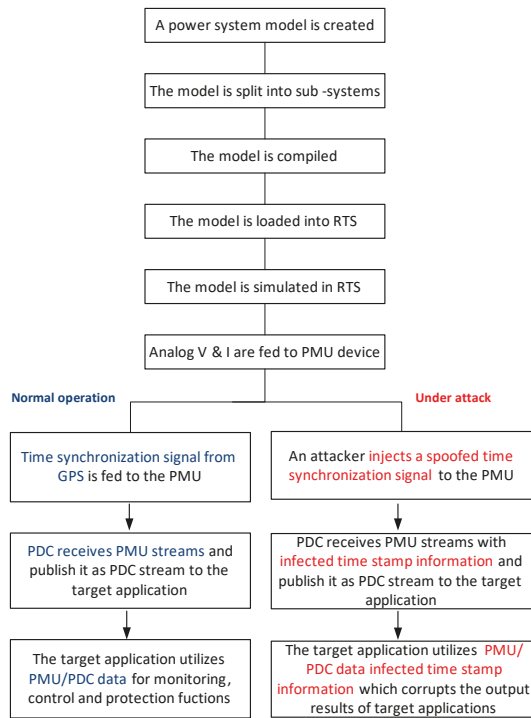 A power system model is created
The model is split into sub -systems
The model is compiled
The model is loaded into RTS
The model is simulated in RTS
Analog V & I are fed to PMU device
Normal operation
Under attack
Time synchronization signal from
GPS is fed to the PMU
An attacker injects a spoofed time
synchronization signal to the PMU
PDC receives PMU streams and
publish it as PDC stream to the
target application
PDC receives PMU streams with
infected time stamp information and
publish it as PDC stream to the target
application
The target application utilizes
PMU/PDC data for monitoring,
control and protection fuctions
The target application utilizes PMU/
PDC data infected time stamp
information which corrupts the output
results of target applications